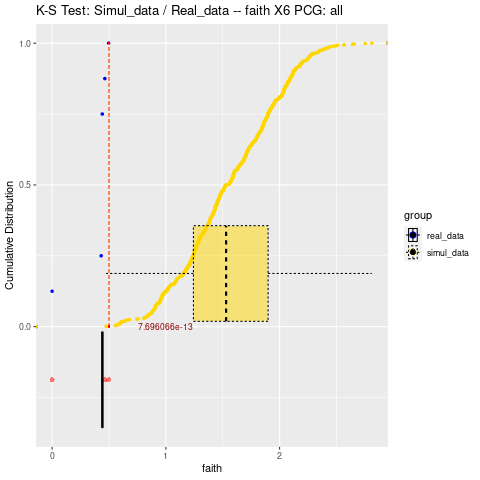 K-S Test: Simul_data / Real_data -- faith X6 PCG: all
1.0
0.5
0.0
Cumulative Distribution
7.696066e-13
0
1
2
faith
group
real_data
simul_data